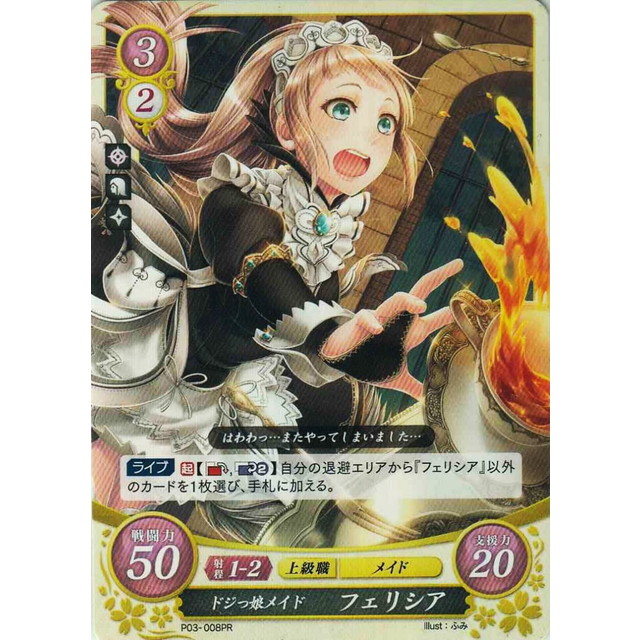 3
2
はわわっ…またやってしまいました…
ライブ 起【 , 2】自分の退避エリアから『フェリシア』以外
のカードを1枚選び、手札に加える。
戦闘力
50
射程 1-2 上級職 メイド
支援力
20
ドジっ娘メイド フェリシア
P03-008PR Illust：ふみ